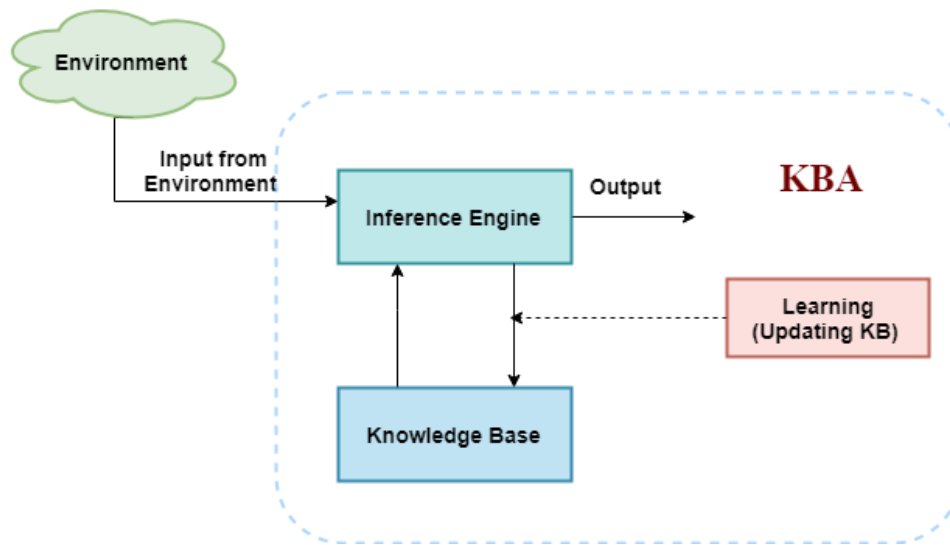 Environment
Input from
Environment
Inference Engine
Output
KBA
Learning
(Updating KB)
Knowledge Base